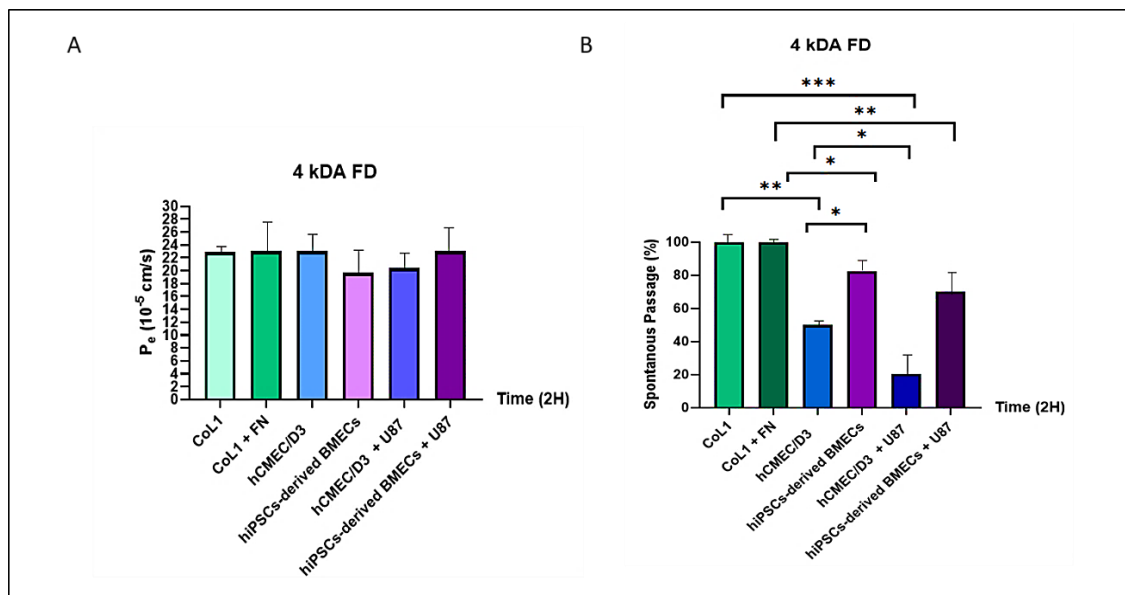 A
4 kDA FD
Pe (10-5 cm/s)
30
28
26
24
22
20
18
16
14
12
10
8
6
4
2
0
Time (2H)
CoL1
CoL1 + FN
hCMEC/D3
hiPSCs-derived BMECs
hCMEC/D3 + U87
hiPSCs-derived BMECs + U87
B
4 kDA FD
***
**
*
*
**
*
Spontanous Passage (%)
100
80
60
40
20
0
Time (2H)
CoL1
CoL1 + FN
hCMEC/D3
hiPSCs-derived BMECs
hCMEC/D3 + U87
hiPSCs-derived BMECs + U87